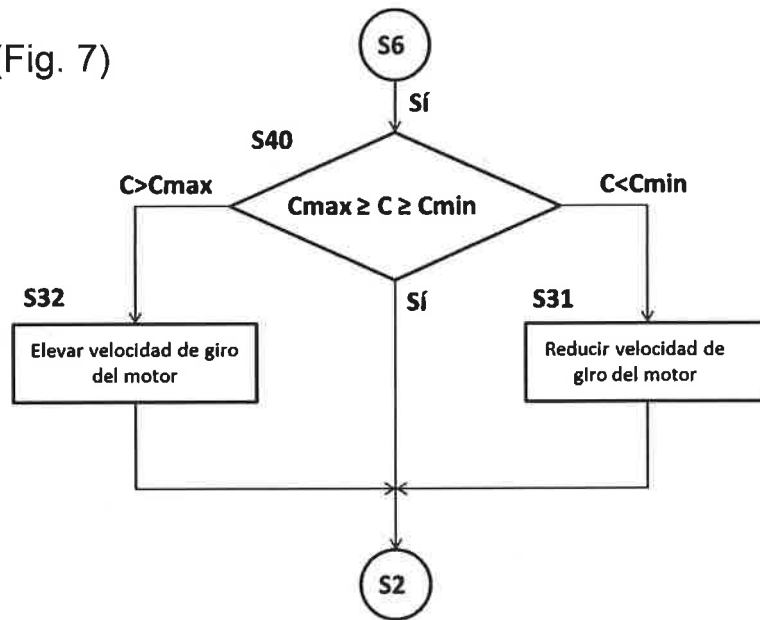 (Fig. 7)
S6
Sí
S40
C>Cmax
Cmax ≥ C ≥ Cmin
C<Cmin
S32
Sí
S31
Elevar velocidad de giro
del motor
Reducir velocidad de
giro del motor
S2